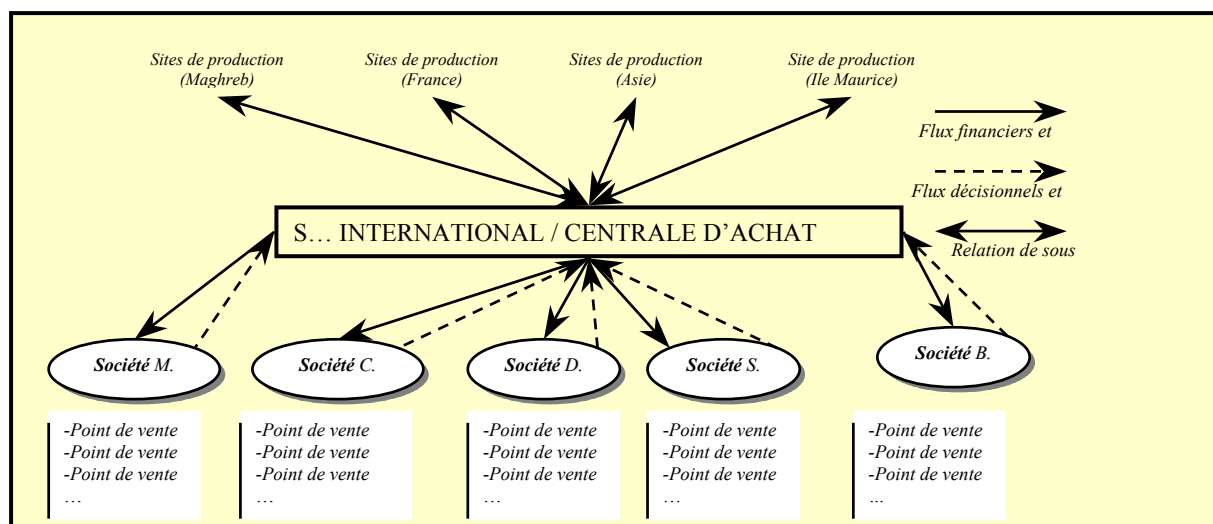 Sites de production
(Maghreb)
Sites de production
(France)
Sites de production
(Asie)
Site de production
(Ile Maurice)
Flux financiers et
Flux décisionnels et
Relation de sous
S… INTERNATIONAL / CENTRALE D’ACHAT
Société M.
Société C.
Société D.
Société S.
Société B.
-Point de vente
-Point de vente
-Point de vente
…
-Point de vente
-Point de vente
-Point de vente
…
-Point de vente
-Point de vente
-Point de vente
…
-Point de vente
-Point de vente
-Point de vente
…
-Point de vente
-Point de vente
-Point de vente
...